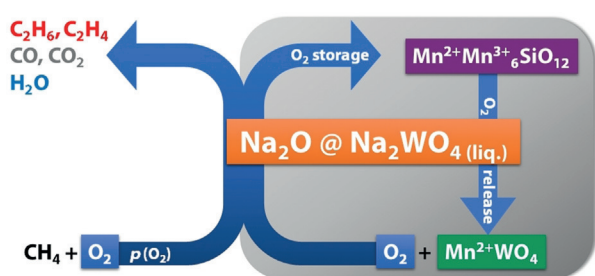 C₂H₆, C₂H₄
CO, CO₂
H₂O
O₂ storage
Mn²⁺Mn³⁺₆SiO₁₂
O₂
Na₂O @ Na₂WO₄ (liq.)
release
CH₄ + O₂ p(O₂)
O₂ + Mn²⁺WO₄